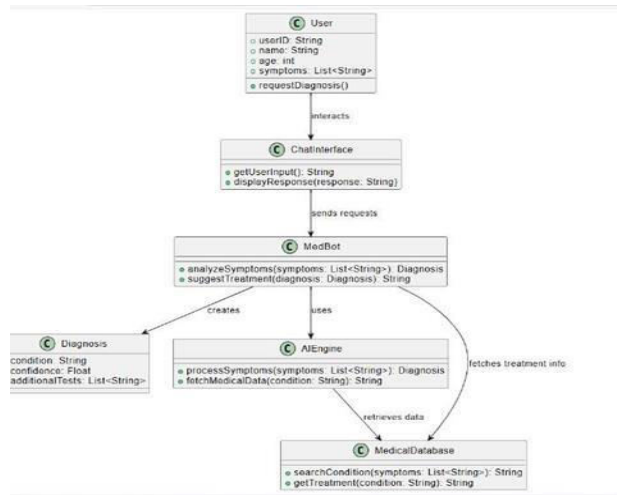 C User
userID: String
name: String
age: int
symptoms: List<String>
requestDiagnosis()
interacts
C ChatInterface
getUserInput(): String
displayResponse(response: String)
sends requests
C MedBot
analyzeSymptoms(symptoms: List<String>): Diagnosis
suggestTreatment(diagnosis: Diagnosis): String
creates
uses
fetches treatment info
C Diagnosis
condition: String
confidence: Float
additionalTests: List<String>
C AIEngine
processSymptoms(symptoms: List<String>): Diagnosis
fetchMedicalData(condition: String): String
retrieves data
C MedicalDatabase
searchCondition(symptoms: List<String>): String
getTreatment(condition: String): String